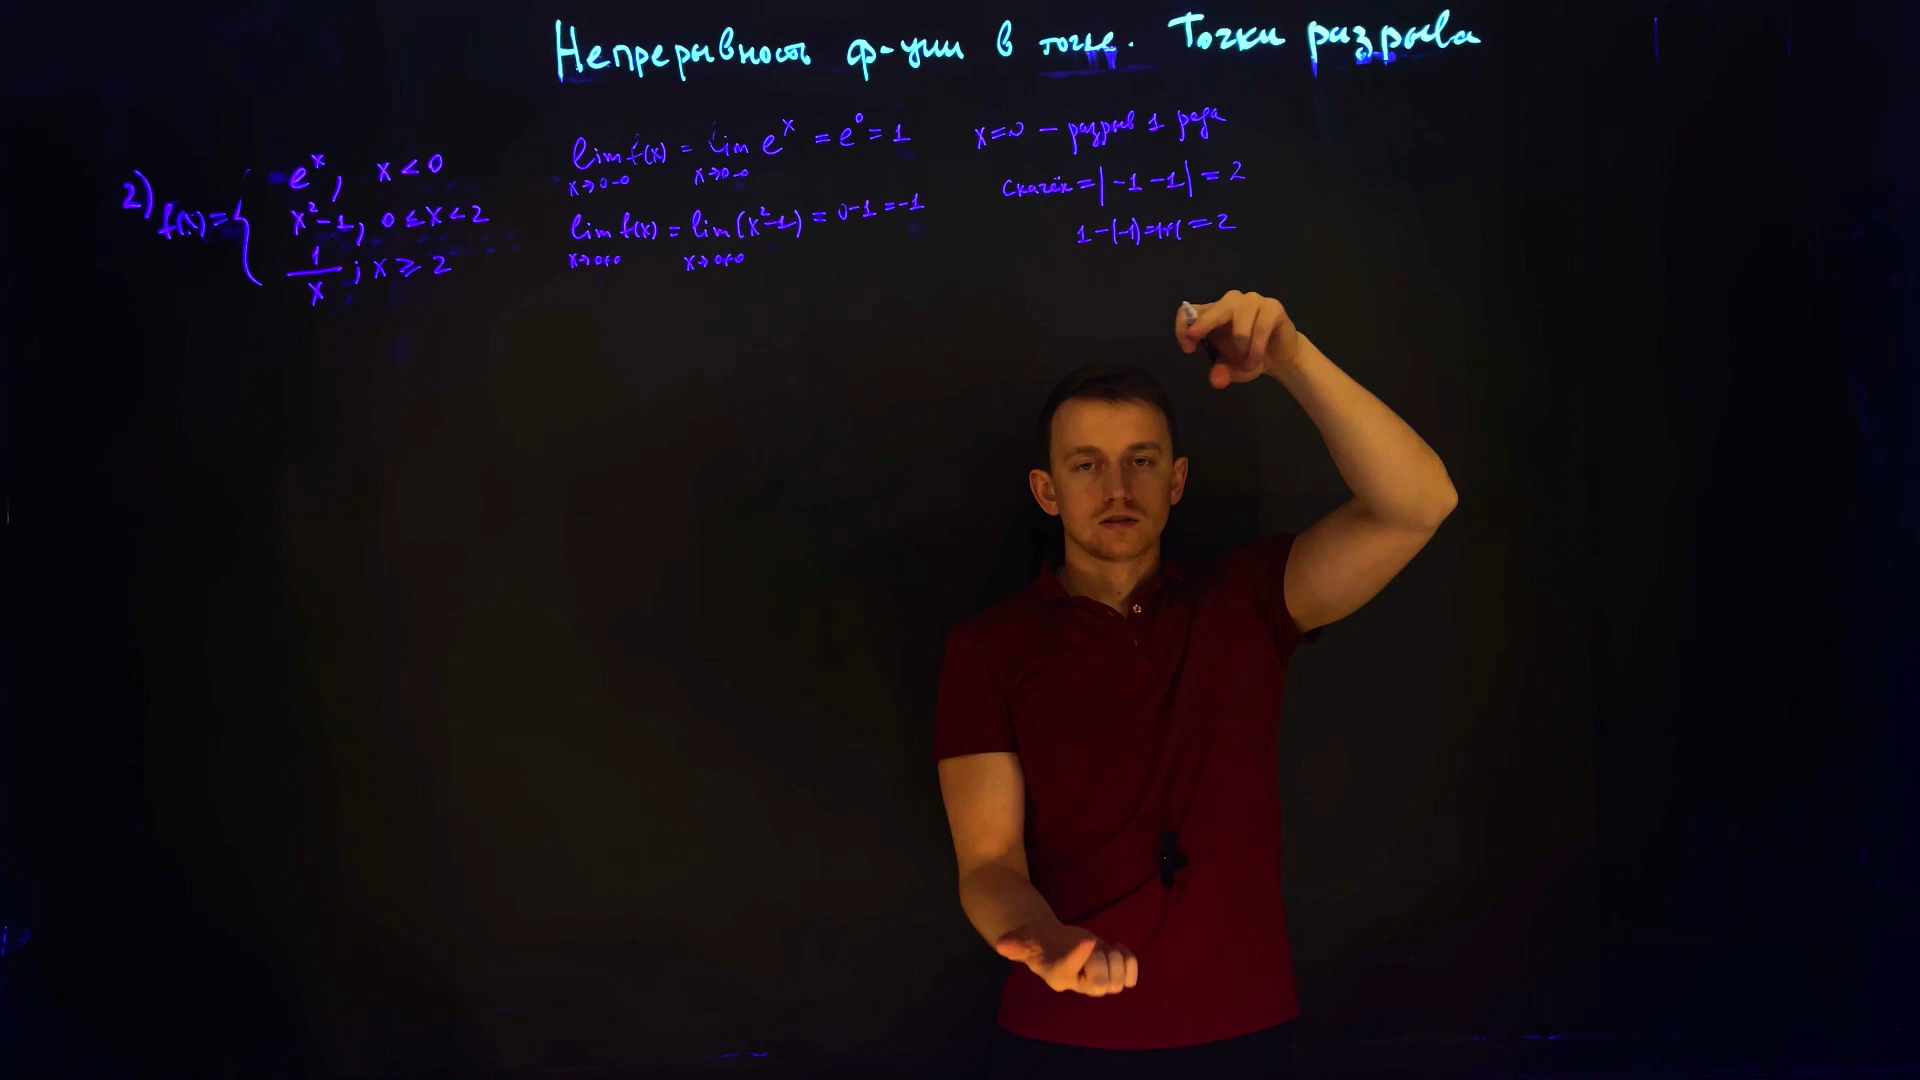 Непрерывность ф-ции в точке. Точки разрыва
2) f(x) = { e^x, x < 0
x² - 1, 0 ≤ x < 2
1/x ; x ≥ 2
lim f(x) = lim e^x = e^0 = 1
x→0-0 x→0-0
lim f(x) = lim (x²-1) = 0-1 = -1
x→0+0 x→0+0
x=0 — разрыв 1 рода
Скачёк = |-1-1| = 2
1-(-1)=1+1=2